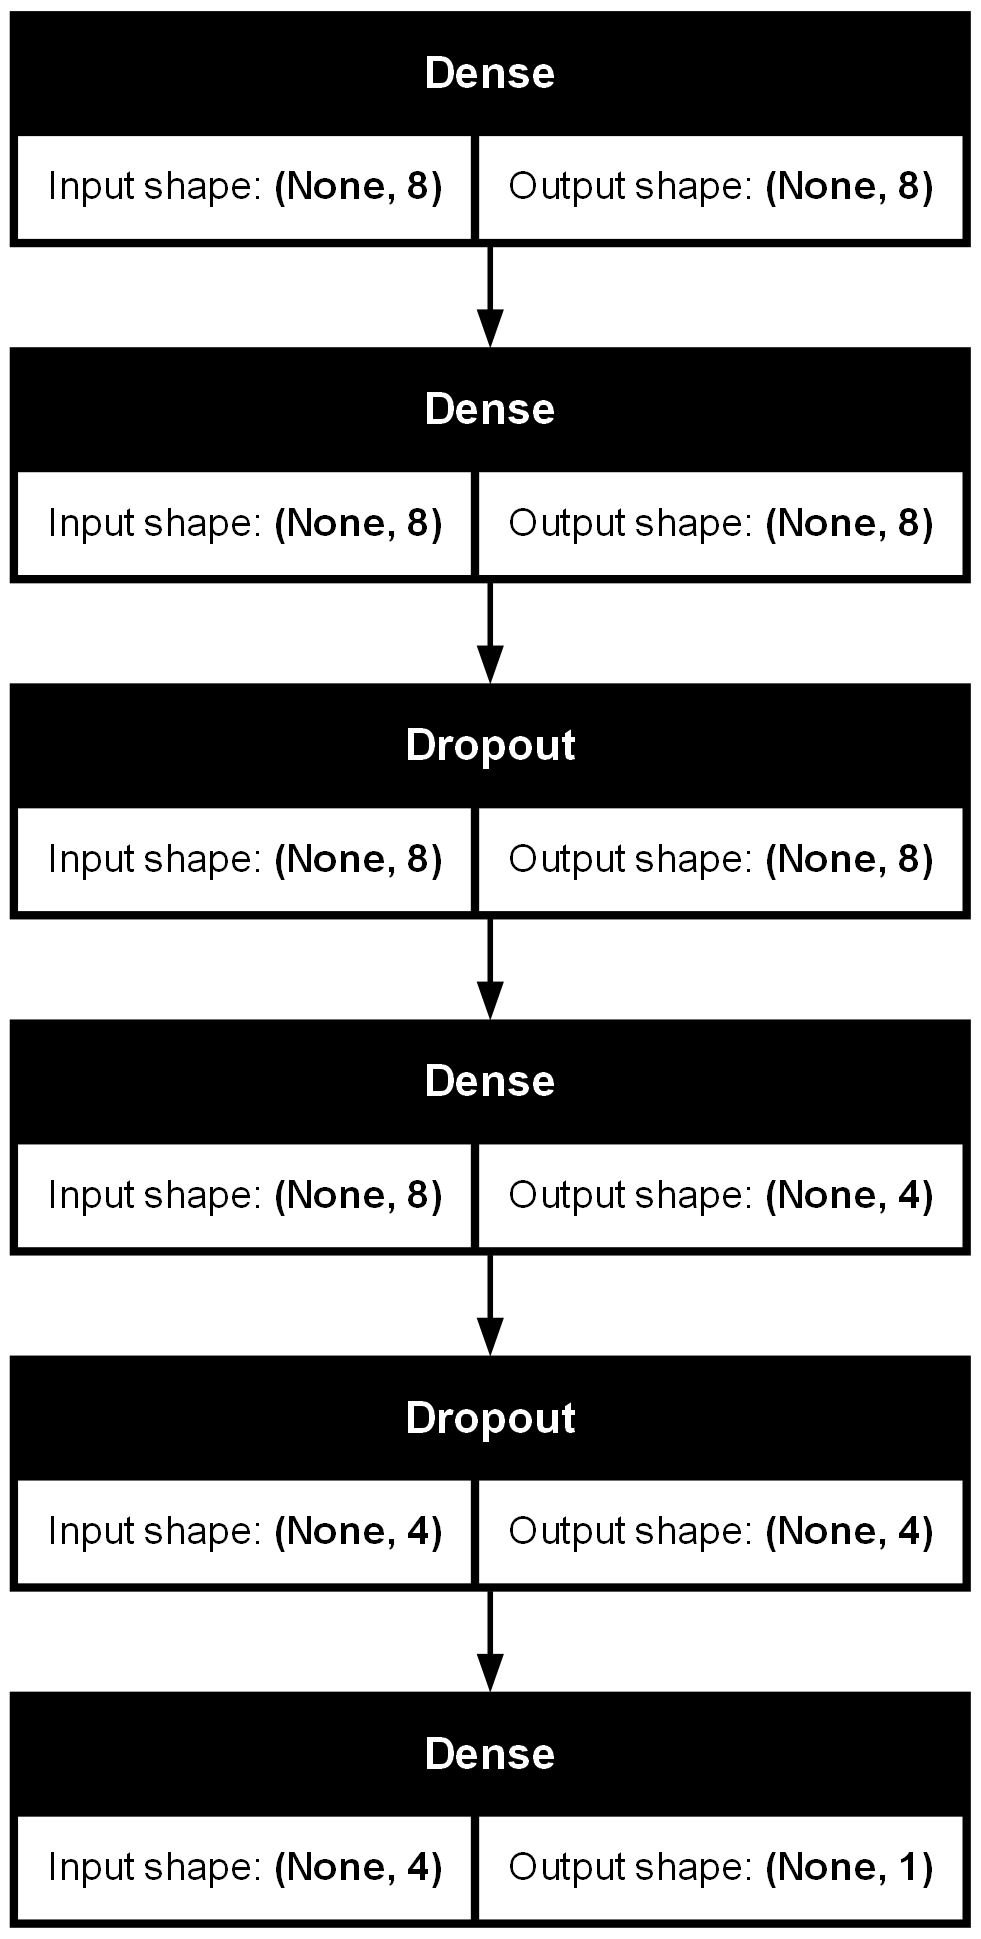 Dense
Input shape: (None, 8) Output shape: (None, 8)
Dense
Input shape: (None, 8) Output shape: (None, 8)
Dropout
Input shape: (None, 8) Output shape: (None, 8)
Dense
Input shape: (None, 8) Output shape: (None, 4)
Dropout
Input shape: (None, 4) Output shape: (None, 4)
Dense
Input shape: (None, 4) Output shape: (None, 1)